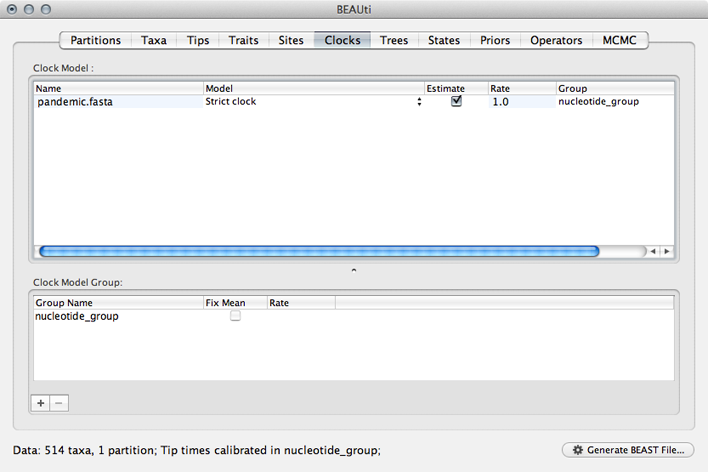 BEAUti
Partitions Taxa Tips Traits Sites Clocks Trees States Priors Operators MCMC
Clock Model :
Name Model Estimate Rate Group
pandemic.fasta Strict clock 1.0 nucleotide_group
Clock Model Group:
Group Name Fix Mean Rate
nucleotide_group
Data: 514 taxa, 1 partition; Tip times calibrated in nucleotide_group;
Generate BEAST File...